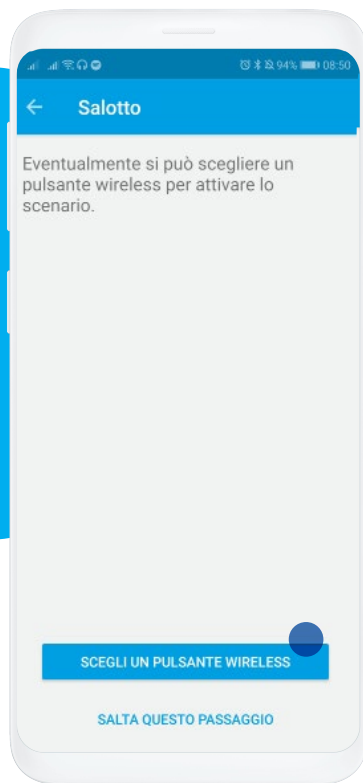 94% 08:50
Salotto
Eventualmente si può scegliere un
pulsante wireless per attivare lo
scenario.
SCEGLI UN PULSANTE WIRELESS
SALTA QUESTO PASSAGGIO